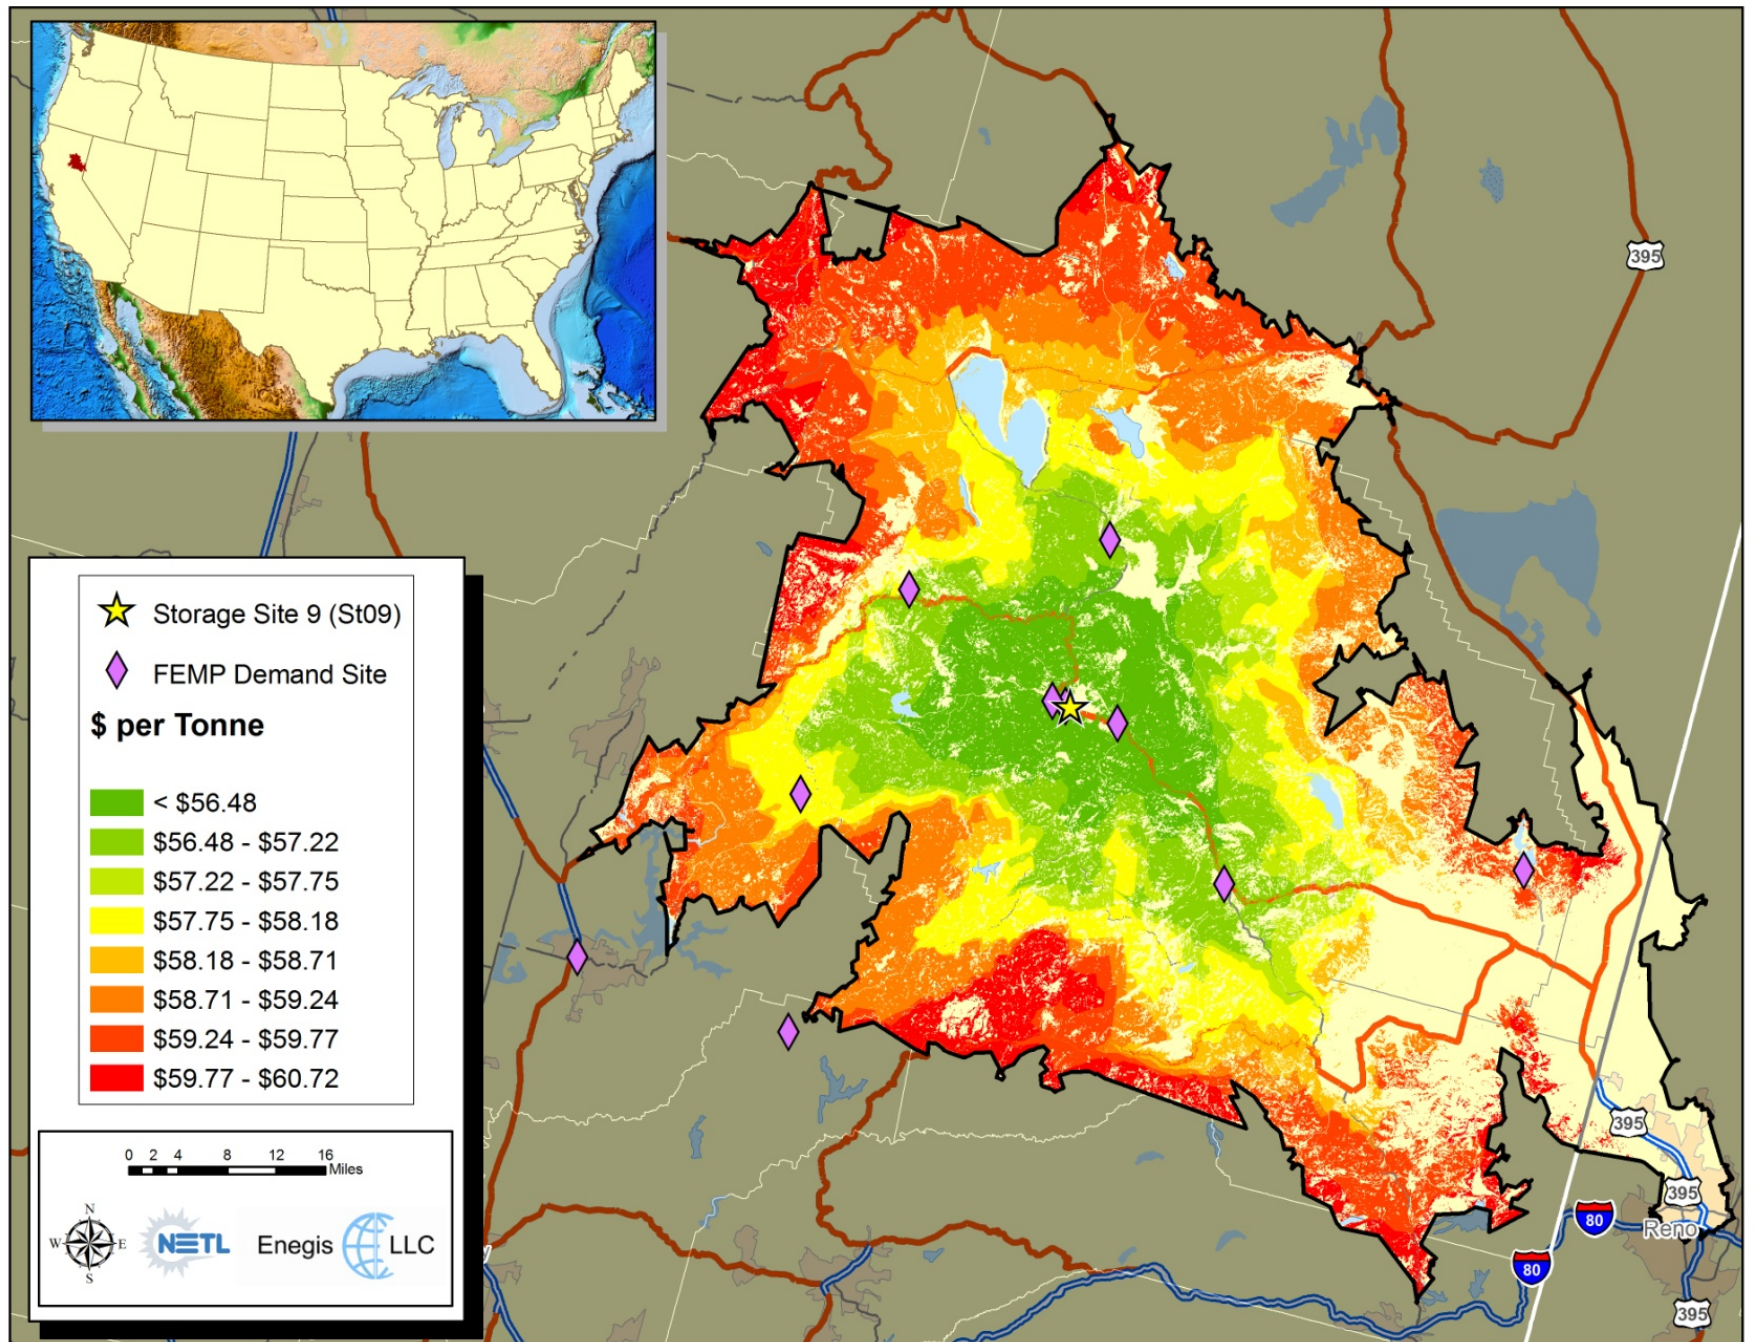 395
Storage Site 9 (St09)
FEMP Demand Site
$ per Tonne
< $56.48
$56.48 - $57.22
$57.22 - $57.75
$57.75 - $58.18
$58.18 - $58.71
$58.71 - $59.24
$59.24 - $59.77
$59.77 - $60.72
0 2 4 8 12 16
Miles
N
W E
S
NETL
Enegis LLC
395
395
80
Reno
80
395